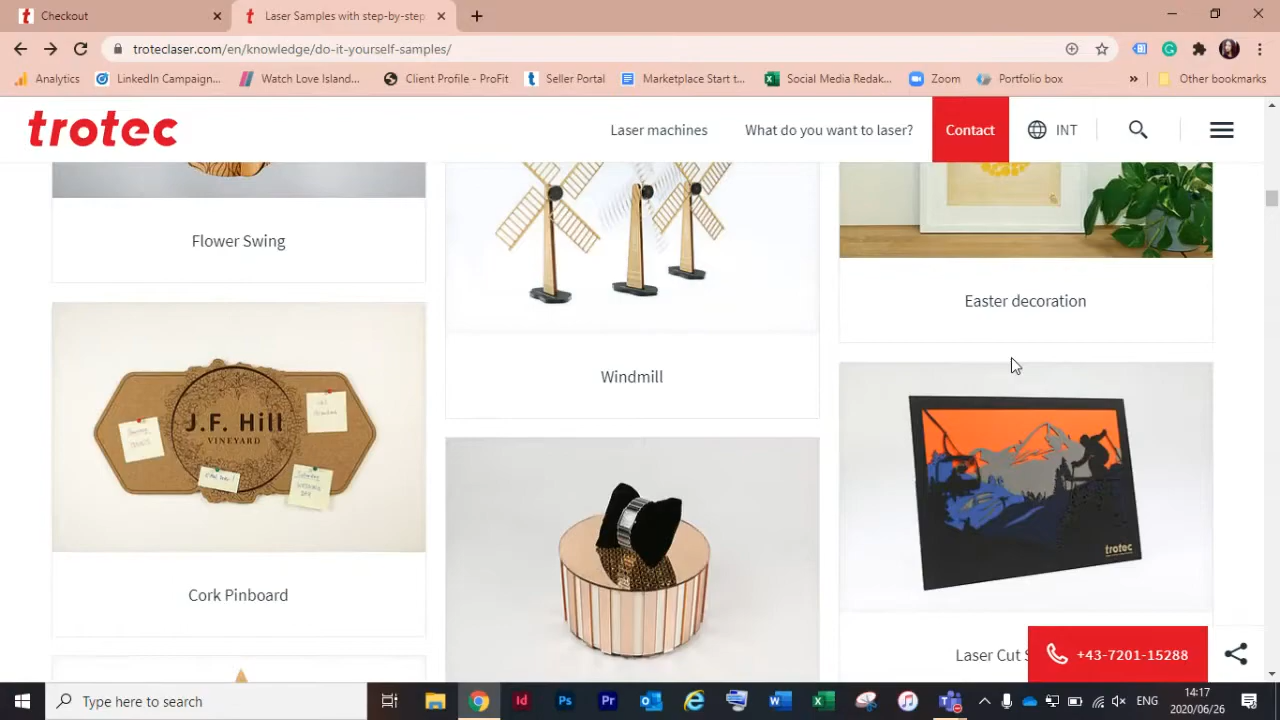 Checkout
Laser Samples with step-by-step
troteclaser.com/en/knowledge/do-it-yourself-samples/
Analytics
LinkedIn Campaign...
Watch Love Island...
Client Profile - ProFit
Seller Portal
Marketplace Start t...
Social Media Redak...
Zoom
Portfolio box
»
Other bookmarks
trotec
Laser machines
What do you want to laser?
Contact
INT
Flower Swing
Windmill
Easter decoration
J.F. Hill
VINEYARD
trotec
Cork Pinboard
Laser Cut S
+43-7201-15288
Type here to search
Id
Ps
Pr
ENG
14:17
2020/06/26